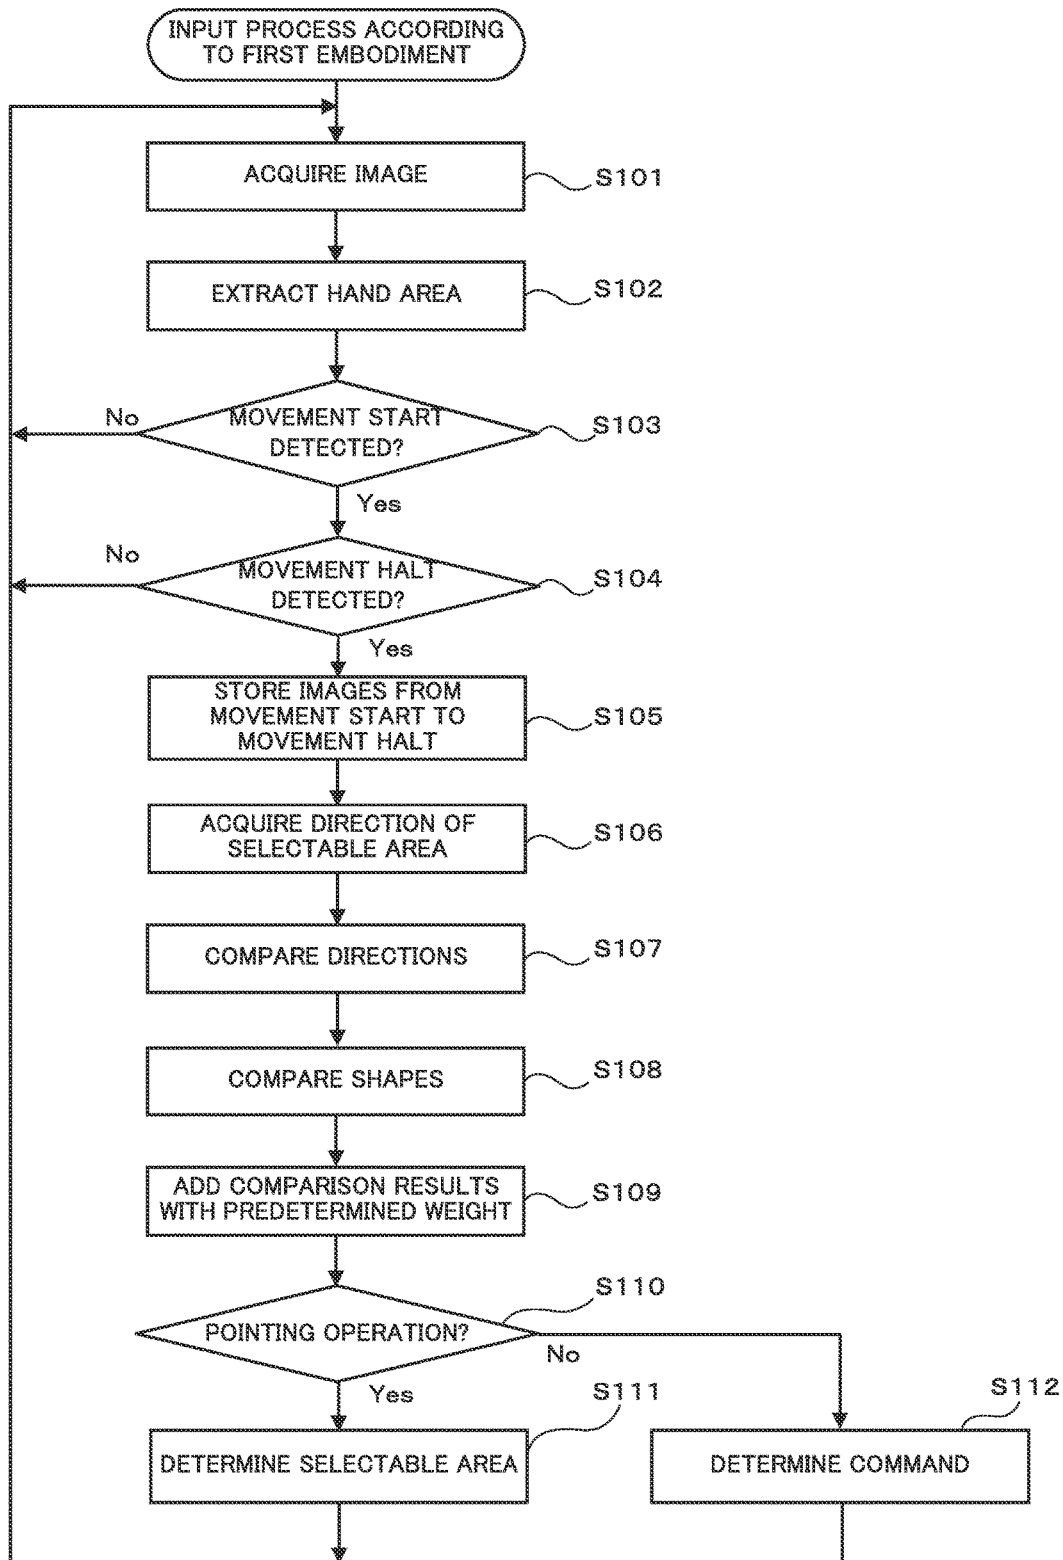 INPUT PROCESS ACCORDING
TO FIRST EMBODIMENT
ACQUIRE IMAGE
S101
EXTRACT HAND AREA
S102
No
MOVEMENT START
DETECTED?
S103
Yes
No
MOVEMENT HALT
DETECTED?
S104
Yes
STORE IMAGES FROM
MOVEMENT START TO
MOVEMENT HALT
S105
ACQUIRE DIRECTION OF
SELECTABLE AREA
S106
COMPARE DIRECTIONS
S107
COMPARE SHAPES
S108
ADD COMPARISON RESULTS
WITH PREDETERMINED WEIGHT
S109
S110
POINTING OPERATION?
No
Yes
S111
S112
DETERMINE SELECTABLE AREA
DETERMINE COMMAND